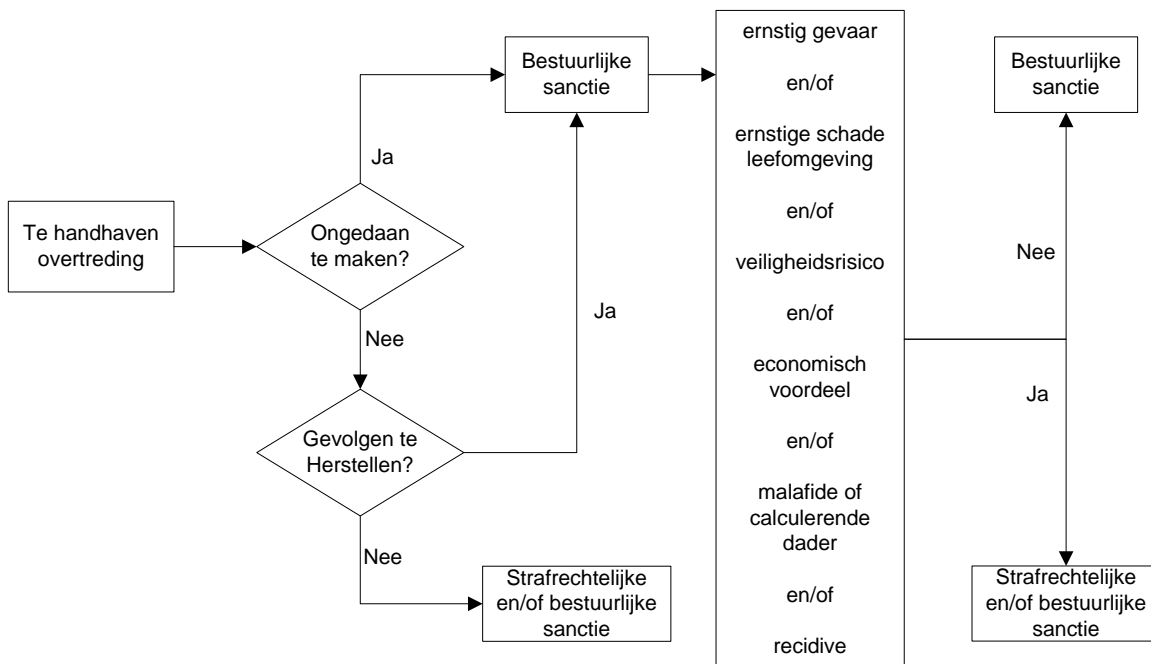 Te handhaven
overtreding
Ongedaan
te maken?
Ja
Nee
Gevolgen te
Herstellen?
Ja
Nee
Bestuurlijke
sanctie
Strafrechtelijke
en/of bestuurlijke
sanctie
ernstig gevaar
en/of
ernstige schade
leefomgeving
en/of
veiligheidsrisico
en/of
economisch
voordeel
en/of
malafide of
calculerende
dader
en/of
recidive
Nee
Ja
Bestuurlijke
sanctie
Strafrechtelijke
en/of bestuurlijke
sanctie